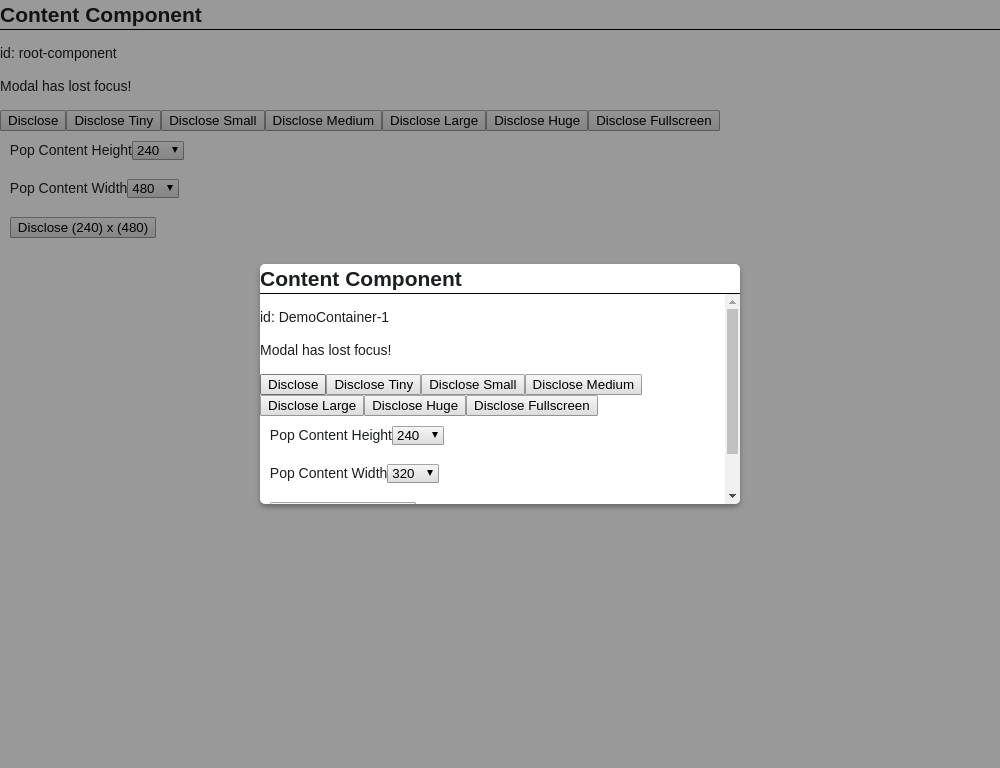 Content Component
id: root-component
Modal has lost focus!
Disclose Disclose Tiny Disclose Small Disclose Medium Disclose Large Disclose Huge Disclose Fullscreen
Pop Content Height 240
Pop Content Width 480
Disclose (240) x (480)
Content Component
id: DemoContainer-1
Modal has lost focus!
Disclose Disclose Tiny Disclose Small Disclose Medium
Disclose Large Disclose Huge Disclose Fullscreen
Pop Content Height 240
Pop Content Width 320